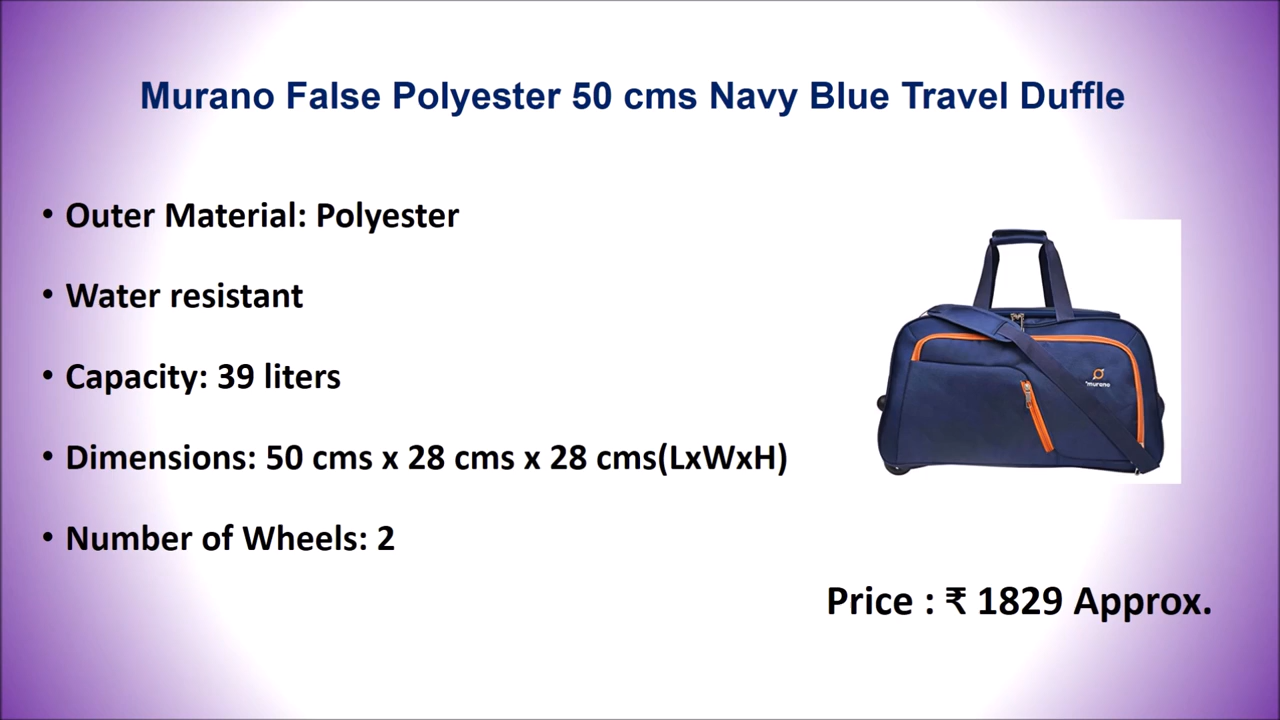 Murano False Polyester 50 cms Navy Blue Travel Duffle
• Outer Material: Polyester
• Water resistant
• Capacity: 39 liters
• Dimensions: 50 cms x 28 cms x 28 cms(LxWxH)
• Number of Wheels: 2
murano
Price : ₹ 1829 Approx.